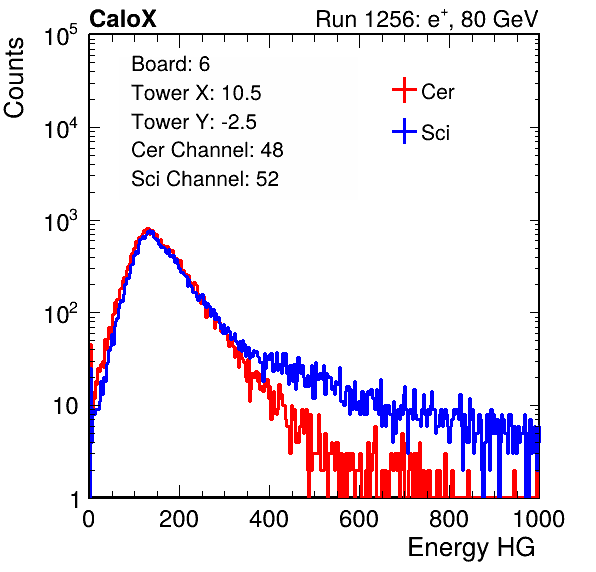 CaloX Run 1256: e⁺, 80 GeV
Counts
10⁵
10⁴
10³
10²
10
1
Board: 6
Tower X: 10.5
Tower Y: -2.5
Cer Channel: 48
Sci Channel: 52
Cer
Sci
0 200 400 600 800 1000
Energy HG